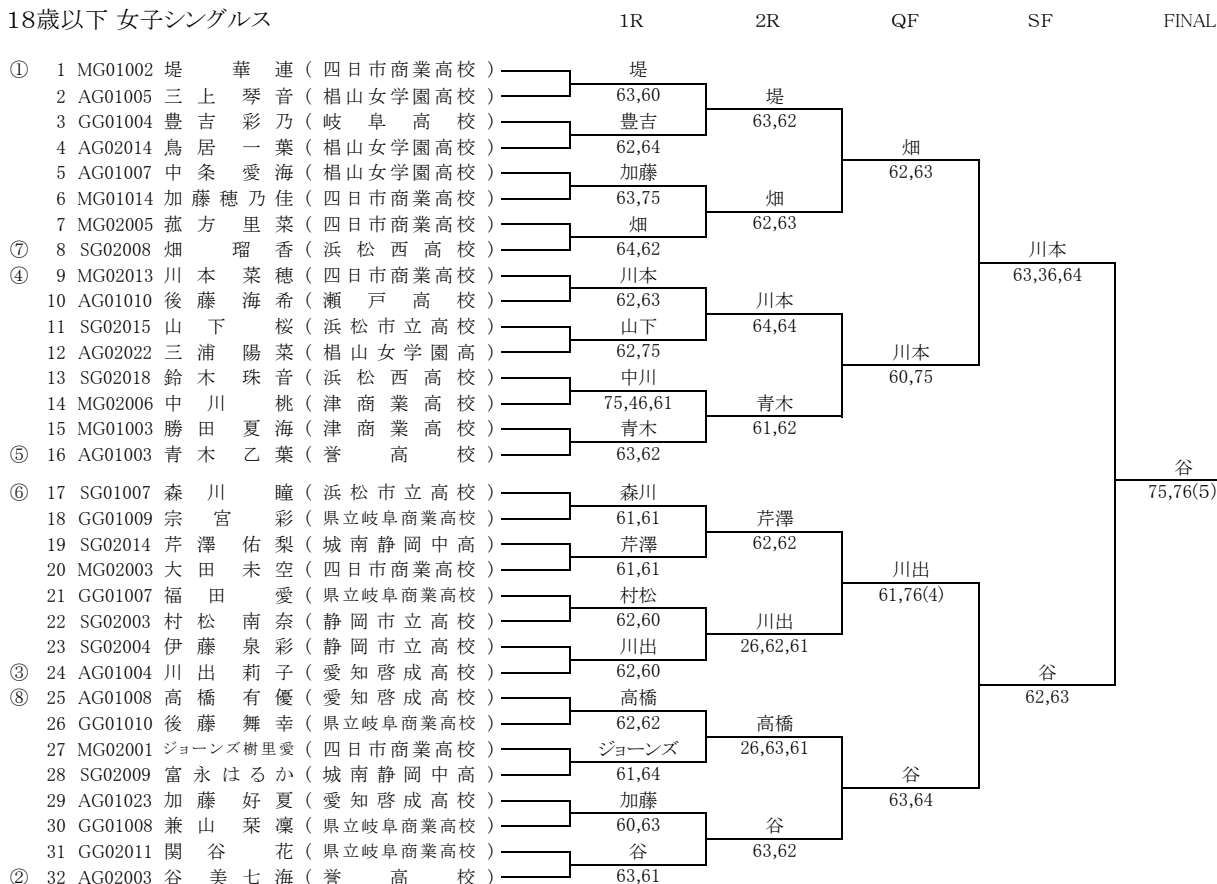 18歳以下 女子シングルス 1R 2R QF SF FINAL
① 1 MG01002 堤 華 連 ( 四日市商業高校 ) 堤
2 AG01005 三 上 琴 音 ( 椙山女学園高校 ) 63,60 堤
3 GG01004 豊 吉 彩 乃 ( 岐 阜 高 校 ) 豊吉 63,62
4 AG02014 鳥 居 一 葉 ( 椙山女学園高校 ) 62,64 畑
5 AG01007 中 条 愛 海 ( 椙山女学園高校 ) 加藤 62,63
6 MG01014 加 藤 穂 乃 佳 ( 四日市商業高校 ) 63,75 畑
7 MG02005 菰 方 里 菜 ( 四日市商業高校 ) 畑 62,63
⑦ 8 SG02008 畑 瑠 香 ( 浜 松 西 高 校 ) 64,62 川本
④ 9 MG02013 川 本 菜 穂 ( 四日市商業高校 ) 川本 63,36,64
10 AG01010 後 藤 海 希 ( 瀬 戸 高 校 ) 62,63 川本
11 SG02015 山 下 桜 ( 浜松市立高校 ) 山下 64,64
12 AG02022 三 浦 陽 菜 ( 椙山女学園高 ) 62,75 川本
13 SG02018 鈴 木 珠 音 ( 浜 松 西 高 校 ) 中川 60,75
14 MG02006 中 川 桃 ( 津 商 業 高 校 ) 75,46,61 青木
15 MG01003 勝 田 夏 海 ( 津 商 業 高 校 ) 青木 61,62
⑤ 16 AG01003 青 木 乙 葉 ( 誉 高 校 ) 63,62
谷
⑥ 17 SG01007 森 川 瞳 ( 浜松市立高校 ) 森川 75,76(5)
18 GG01009 宗 宮 彩 ( 県立岐阜商業高校 ) 61,61 芹澤
19 SG02014 芹 澤 佑 梨 ( 城南静岡中高 ) 芹澤 62,62
20 MG02003 大 田 未 空 ( 四日市商業高校 ) 61,61 川出
21 GG01007 福 田 愛 ( 県立岐阜商業高校 ) 村松 61,76(4)
22 SG02003 村 松 南 奈 ( 静岡市立高校 ) 62,60 川出
23 SG02004 伊 藤 泉 彩 ( 静岡市立高校 ) 川出 26,62,61
③ 24 AG01004 川 出 莉 子 ( 愛知啓成高校 ) 62,60 谷
⑧ 25 AG01008 高 橋 有 優 ( 愛知啓成高校 ) 高橋 62,63
26 GG01010 後 藤 舞 幸 ( 県立岐阜商業高校 ) 62,62 高橋
27 MG02001 ジョーンズ樹里愛 ( 四日市商業高校 ) ジョーンズ 26,63,61
28 SG02009 富 永 は る か ( 城南静岡中高 ) 61,64 谷
29 AG01023 加 藤 好 夏 ( 愛知啓成高校 ) 加藤 63,64
30 GG01008 兼 山 栞 凜 ( 県立岐阜商業高校 ) 60,63 谷
31 GG02011 関 谷 花 ( 県立岐阜商業高校 ) 谷 63,62
② 32 AG02003 谷 美 七 海 ( 誉 高 校 ) 63,61